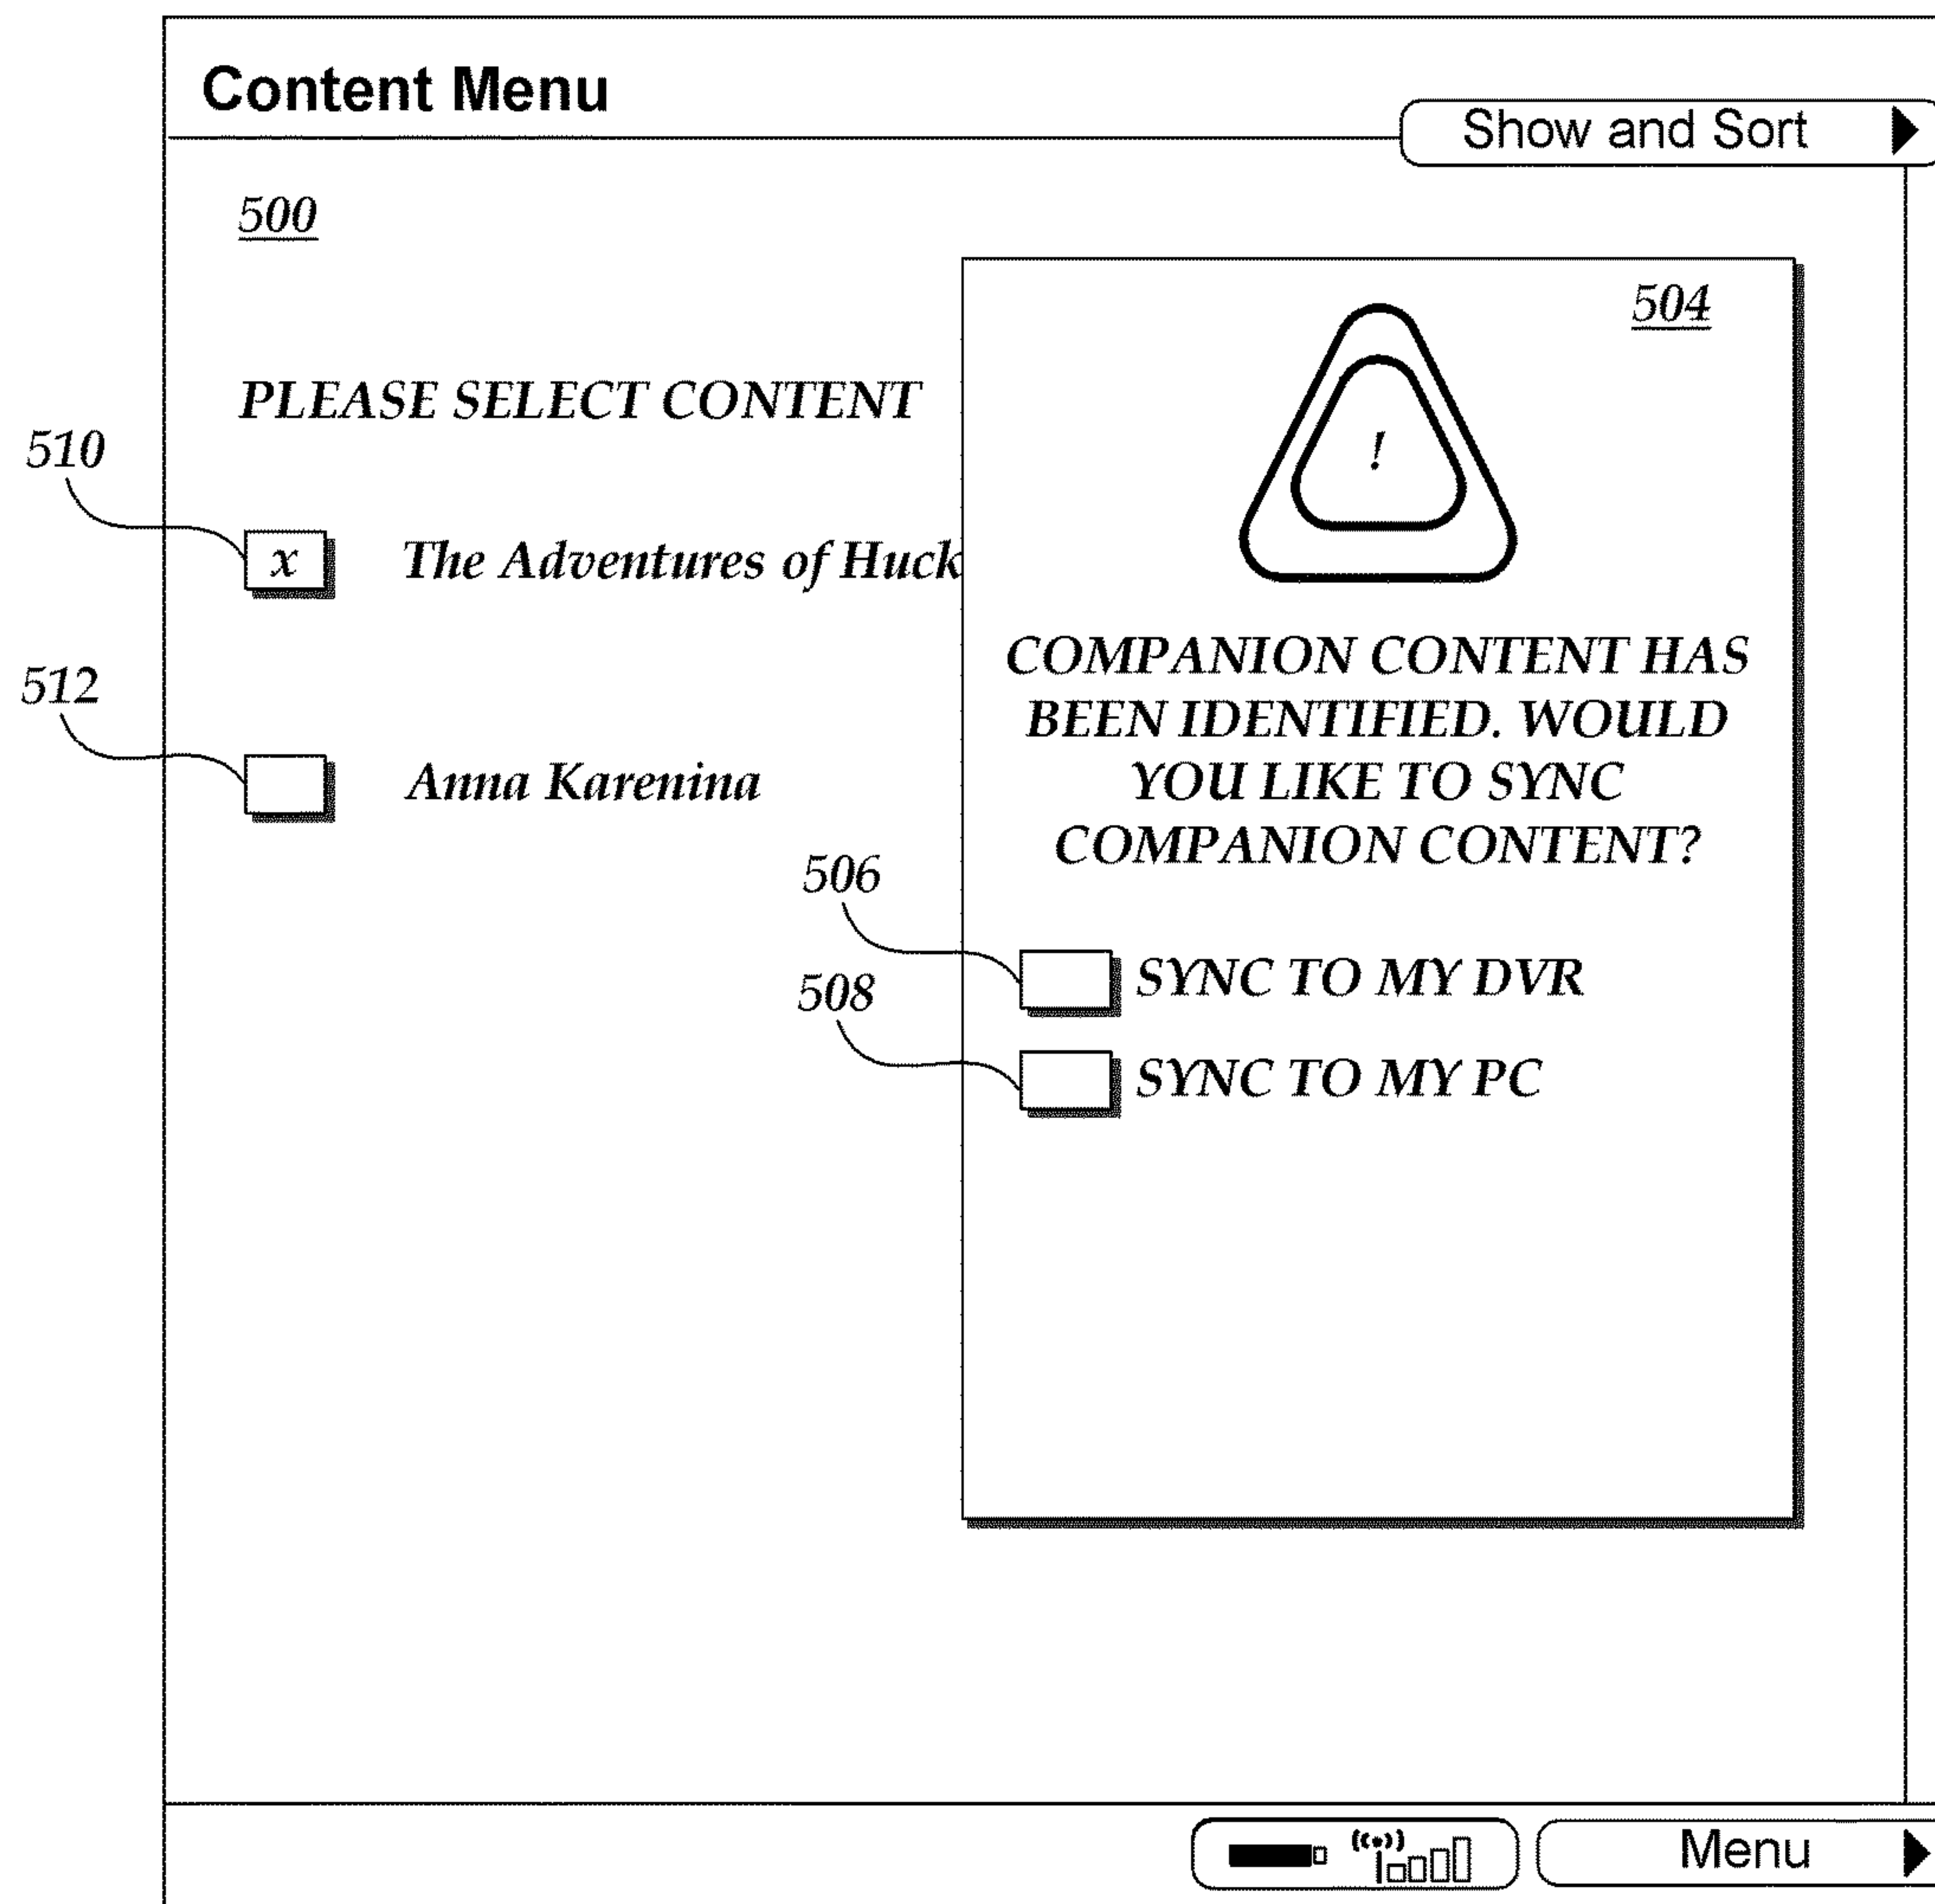 Content Menu
Show and Sort
500
504
PLEASE SELECT CONTENT
!
510
x The Adventures of Huck
COMPANION CONTENT HAS
BEEN IDENTIFIED. WOULD
YOU LIKE TO SYNC
COMPANION CONTENT?
512
Anna Karenina
506
SYNC TO MY DVR
508
SYNC TO MY PC
Menu